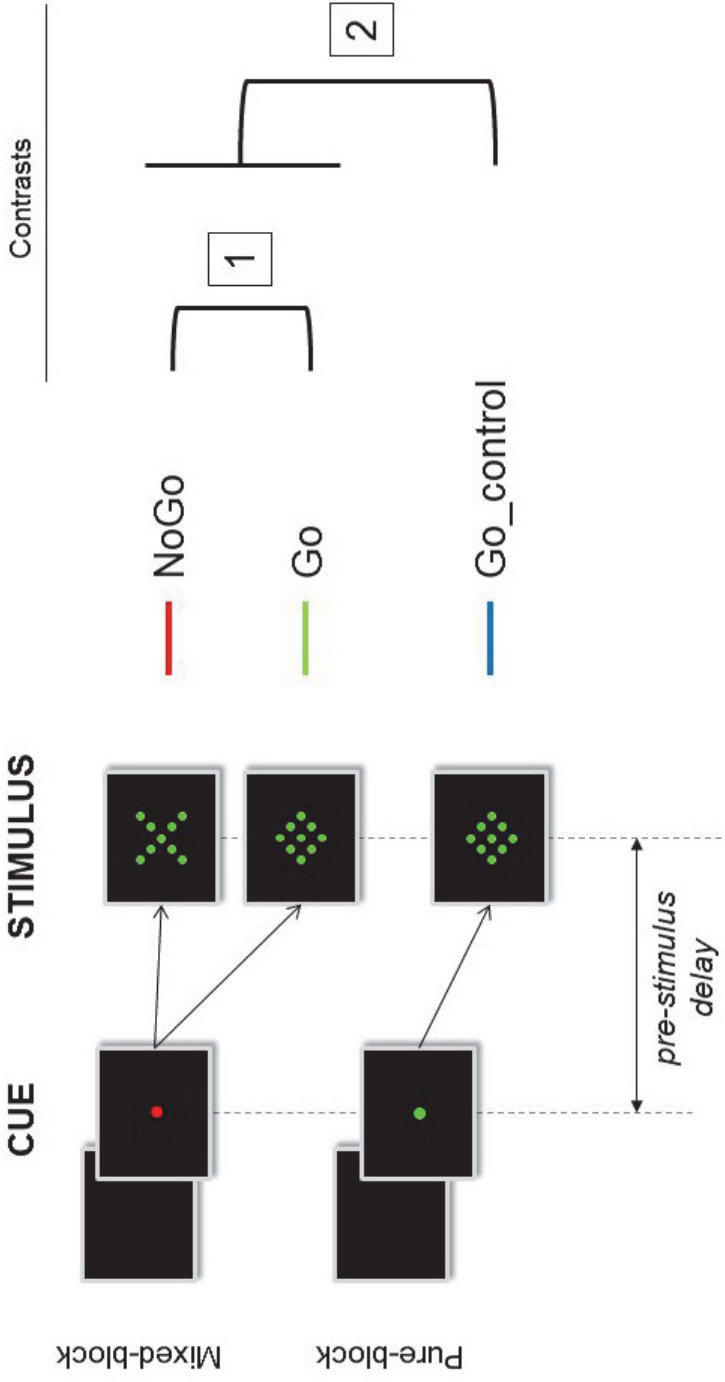 CUE
STIMULUS
Contrasts
Mixed-block
NoGo
1
Go
2
Pure-block
Go_control
pre-stimulus
delay